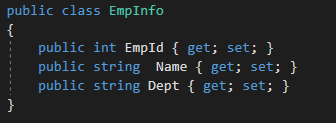 public class EmpInfo
{
    public int EmpId { get; set; }
    public string  Name { get; set; }
    public string Dept { get; set; }
}